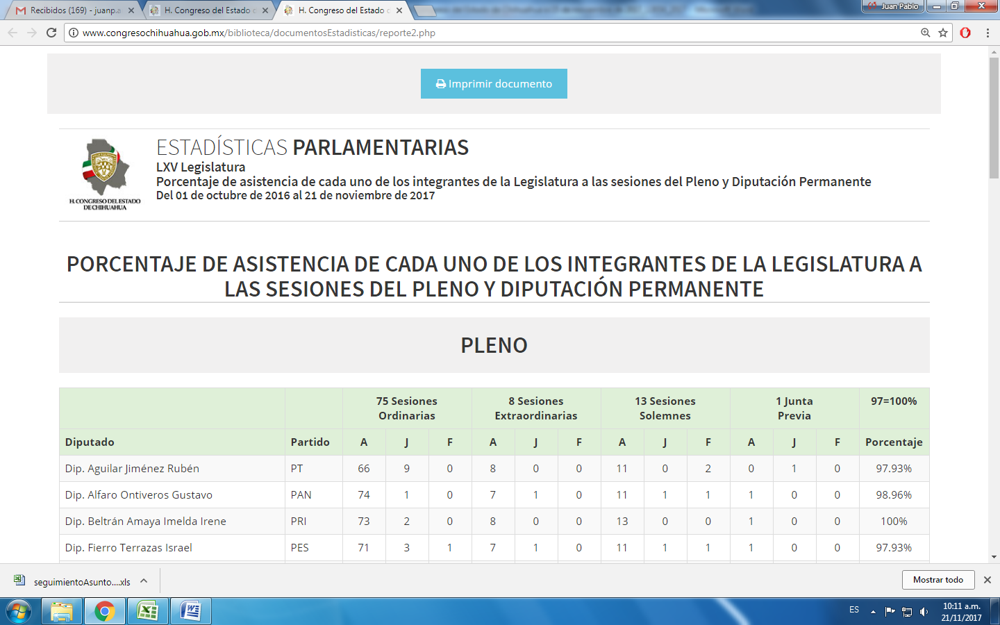 Recibidos (169) - juanp.a
H. Congreso del Estado d
H. Congreso del Estado d
Juan Pablo
www.congresochihuahua.gob.mx/biblioteca/documentosEstadisticas/reporte2.php
Imprimir documento
H. CONGRESO DEL ESTADO
DE CHIHUAHUA
ESTADÍSTICAS PARLAMENTARIAS
LXV Legislatura
Porcentaje de asistencia de cada uno de los integrantes de la Legislatura a las sesiones del Pleno y Diputación Permanente
Del 01 de octubre de 2016 al 21 de noviembre de 2017
PORCENTAJE DE ASISTENCIA DE CADA UNO DE LOS INTEGRANTES DE LA LEGISLATURA A
LAS SESIONES DEL PLENO Y DIPUTACIÓN PERMANENTE
PLENO
75 Sesiones Ordinarias 8 Sesiones Extraordinarias 13 Sesiones Solemnes 1 Junta Previa 97=100%
Diputado Partido A J F A J F A J F A J F Porcentaje
Dip. Aguilar Jiménez Rubén PT 66 9 0 8 0 0 11 0 2 0 1 0 97.93%
Dip. Alfaro Ontiveros Gustavo PAN 74 1 0 7 1 0 11 1 1 1 0 0 98.96%
Dip. Beltrán Amaya Imelda Irene PRI 73 2 0 8 0 0 13 0 0 1 0 0 100%
Dip. Fierro Terrazas Israel PES 71 3 1 7 1 0 11 1 1 1 0 0 97.93%
seguimientoAsunto....xls
Mostrar todo
ES
10:11 a.m.
21/11/2017